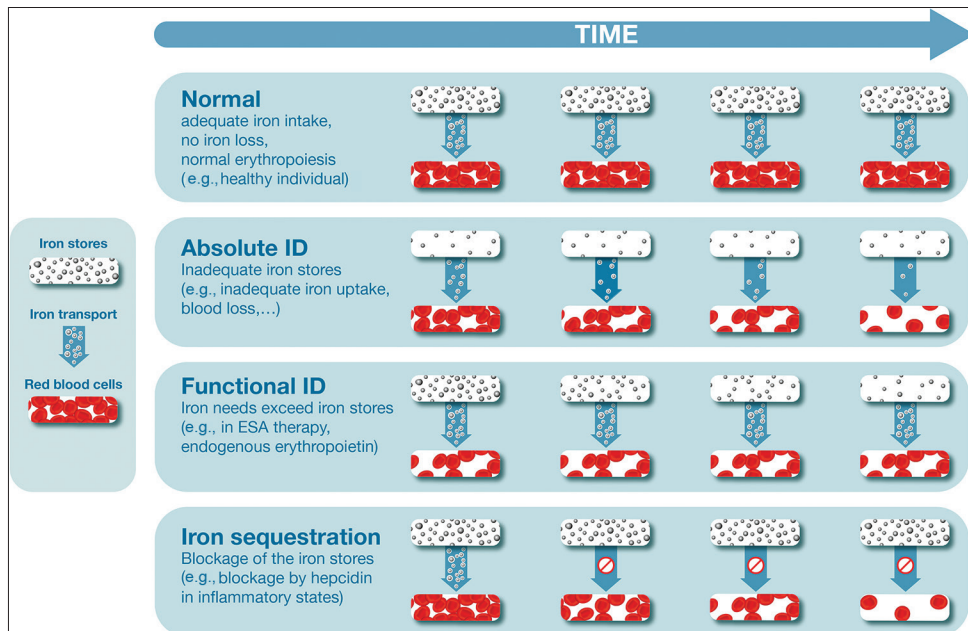 TIME
Normal
adequate iron intake,
no iron loss,
normal erythropoiesis
(e.g., healthy individual)
Iron stores
Iron transport
Red blood cells
Absolute ID
Inadequate iron stores
(e.g., inadequate iron uptake,
blood loss,...)
Functional ID
Iron needs exceed iron stores
(e.g., in ESA therapy,
endogenous erythropoietin)
Iron sequestration
Blockage of the iron stores
(e.g., blockage by hepcidin
in inflammatory states)